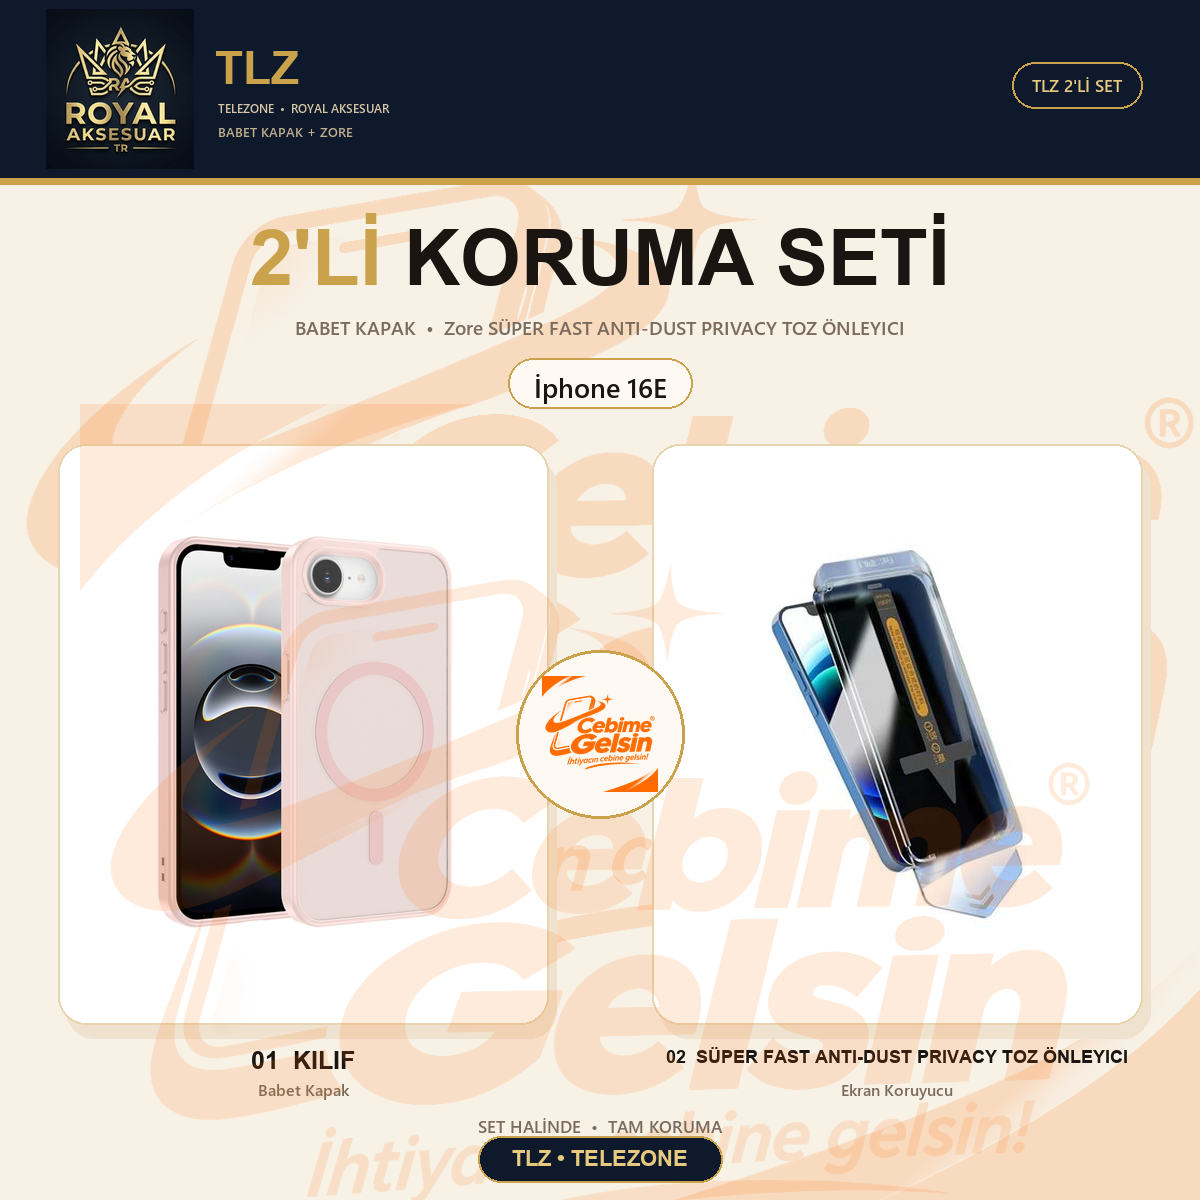 ROYAL
AKSESUAR
TR
TLZ
TELEZONE • ROYAL AKSESUAR
BABET KAPAK + ZORE
TLZ 2'Lİ SET
2'Lİ KORUMA SETİ
BABET KAPAK • Zore SÜPER FAST ANTI-DUST PRIVACY TOZ ÖNLEYICI
İphone 16E
Cebime®
Gelsin
İhtiyacın cebine gelsin!
Cebime®
Gelsin
01 KILIF
Babet Kapak
02 SÜPER FAST ANTI-DUST PRIVACY TOZ ÖNLEYICI
Ekran Koruyucu
SET HALİNDE • TAM KORUMA
TLZ • TELEZONE